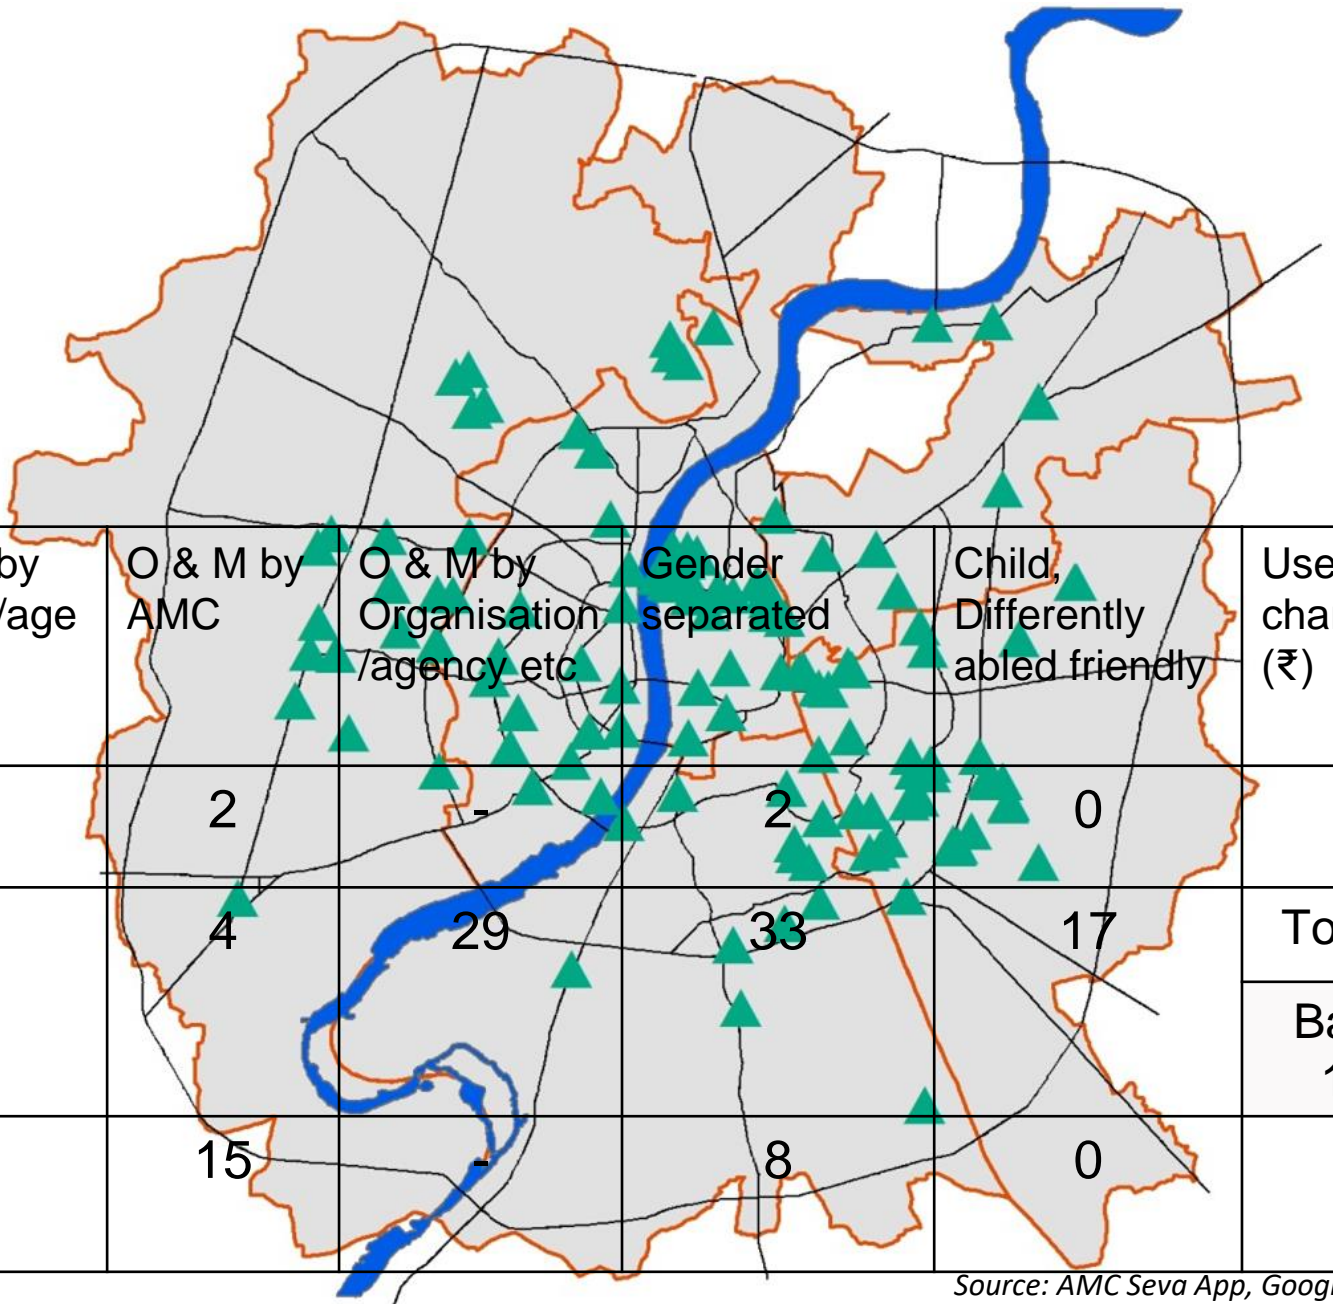 by
/age
O & M by
AMC
O & M by
Organisation
/agency etc
Gender
separated
Child,
Differently
abled friendly
Use
cha
(₹)
2
-
2
0
4
29
33
17
To
Ba
15
-
8
0
Source: AMC Seva App, Goog